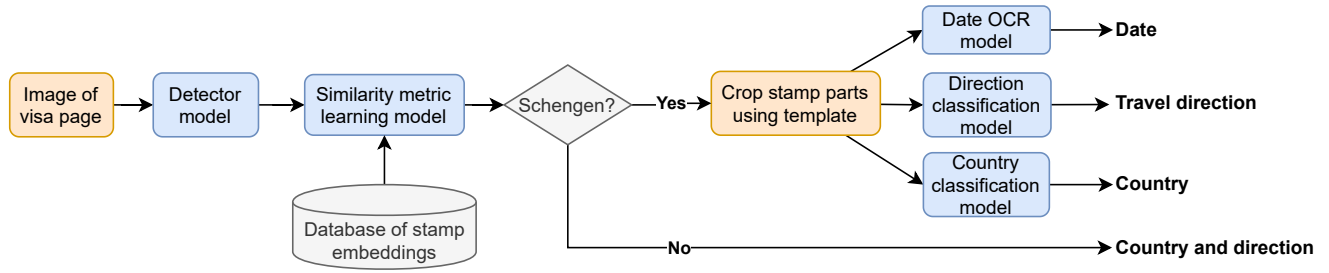 Image of
visa page
Detector
model
Similarity metric
learning model
Database of stamp
embeddings
Schengen?
Yes
No
Crop stamp parts
using template
Date OCR
model
Date
Direction
classification
model
Travel direction
Country
classification
model
Country
Country and direction